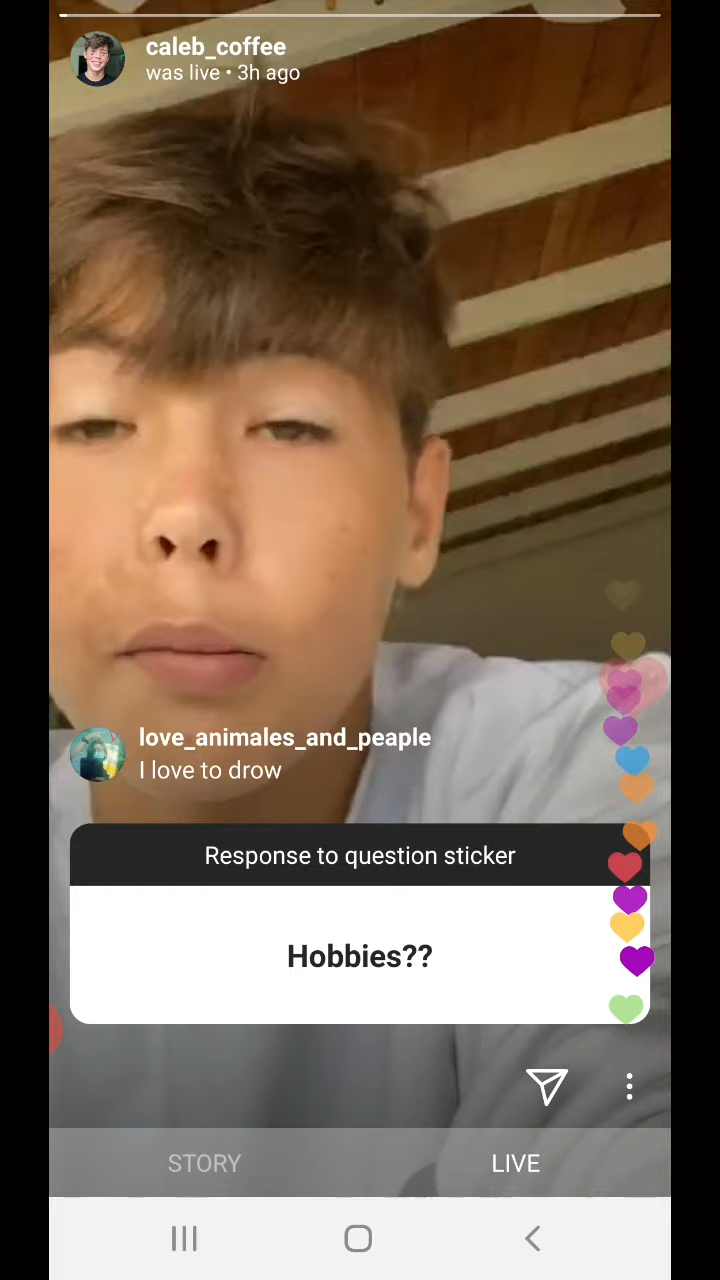 caleb_coffee
was live • 3h ago
love_animales_and_peaple
I love to drow
Response to question sticker
Hobbies??
STORY
LIVE